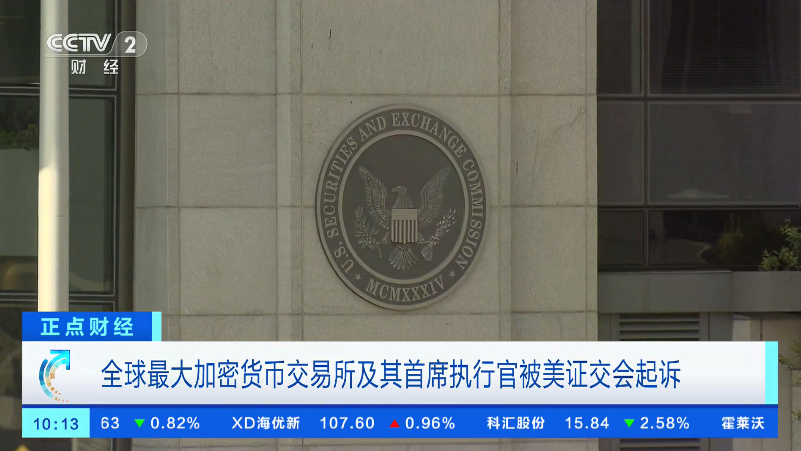 CCTV 2
财经
U.S. SECURITIES AND EXCHANGE COMMISSION
MCMXXXIV
正点财经
全球最大加密货币交易所及其首席执行官被美证交会起诉
10:13 63 ▼ 0.82% XD海优新 107.60 ▲ 0.96% 科汇股份 15.84 ▼ 2.58% 霍莱沃